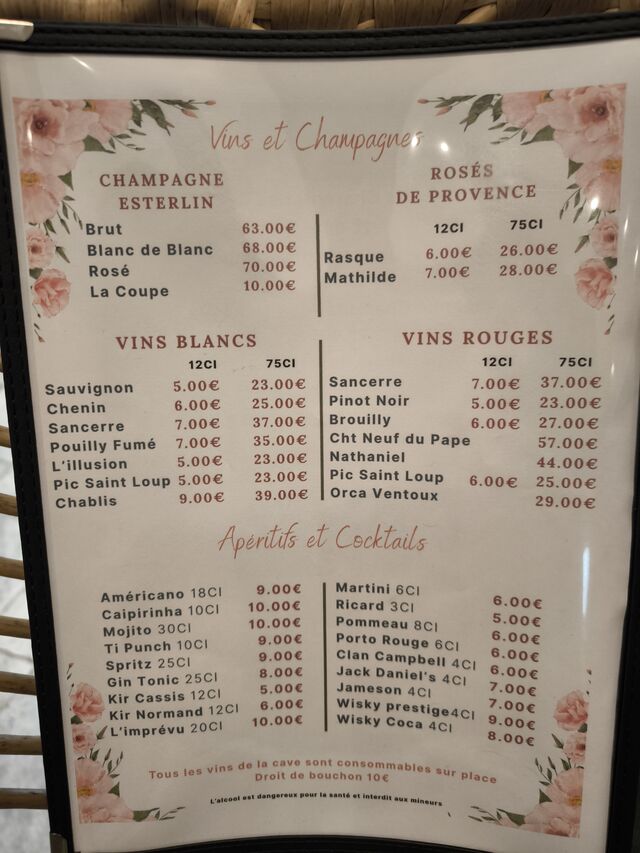 Vins et Champagnes
CHAMPAGNE
ESTERLIN
Brut 63.00€
Blanc de Blanc 68.00€
Rosé 70.00€
La Coupe 10.00€
ROSÉS
DE PROVENCE
12Cl 75Cl
Rasque 6.00€ 26.00€
Mathilde 7.00€ 28.00€
VINS BLANCS
12Cl 75Cl
Sauvignon 5.00€ 23.00€
Chenin 6.00€ 25.00€
Sancerre 7.00€ 37.00€
Pouilly Fumé 7.00€ 35.00€
L'illusion 5.00€ 23.00€
Pic Saint Loup 5.00€ 23.00€
Chablis 9.00€ 39.00€
VINS ROUGES
12Cl 75Cl
Sancerre 7.00€ 37.00€
Pinot Noir 5.00€ 23.00€
Brouilly 6.00€ 27.00€
Cht Neuf du Pape 57.00€
Nathaniel 44.00€
Pic Saint Loup 6.00€ 25.00€
Orca Ventoux 29.00€
Apéritifs et Cocktails
Américano 18Cl 9.00€
Caipirinha 10Cl 10.00€
Mojito 30Cl 10.00€
Ti Punch 10Cl 9.00€
Spritz 25Cl 9.00€
Gin Tonic 25Cl 8.00€
Kir Cassis 12Cl 5.00€
Kir Normand 12Cl 6.00€
L'imprévu 20Cl 10.00€
Martini 6Cl 6.00€
Ricard 3Cl 5.00€
Pommeau 8Cl 6.00€
Porto Rouge 6Cl 6.00€
Clan Campbell 4Cl 6.00€
Jack Daniel's 4Cl 7.00€
Jameson 4Cl 7.00€
Wisky prestige4Cl 9.00€
Wisky Coca 4Cl 8.00€
Tous les vins de la cave sont consommables sur place
Droit de bouchon 10€
L'alcool est dangereux pour la santé et interdit aux mineurs